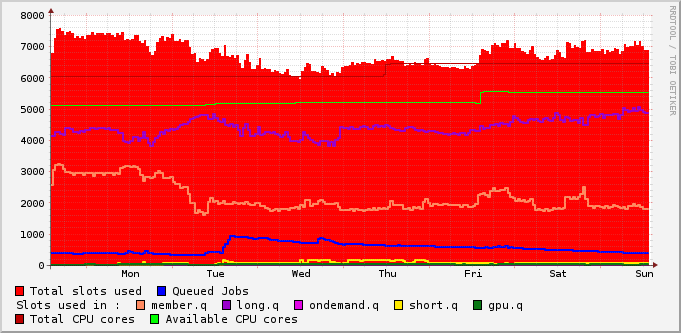 8000
7000
6000
5000
4000
3000
2000
1000
0
Mon Tue Wed Thu Fri Sat Sun
RRDTOOL / TOBI OETIKER
Total slots used Queued Jobs
Slots used in : member.q long.q ondemand.q short.q gpu.q
Total CPU cores Available CPU cores